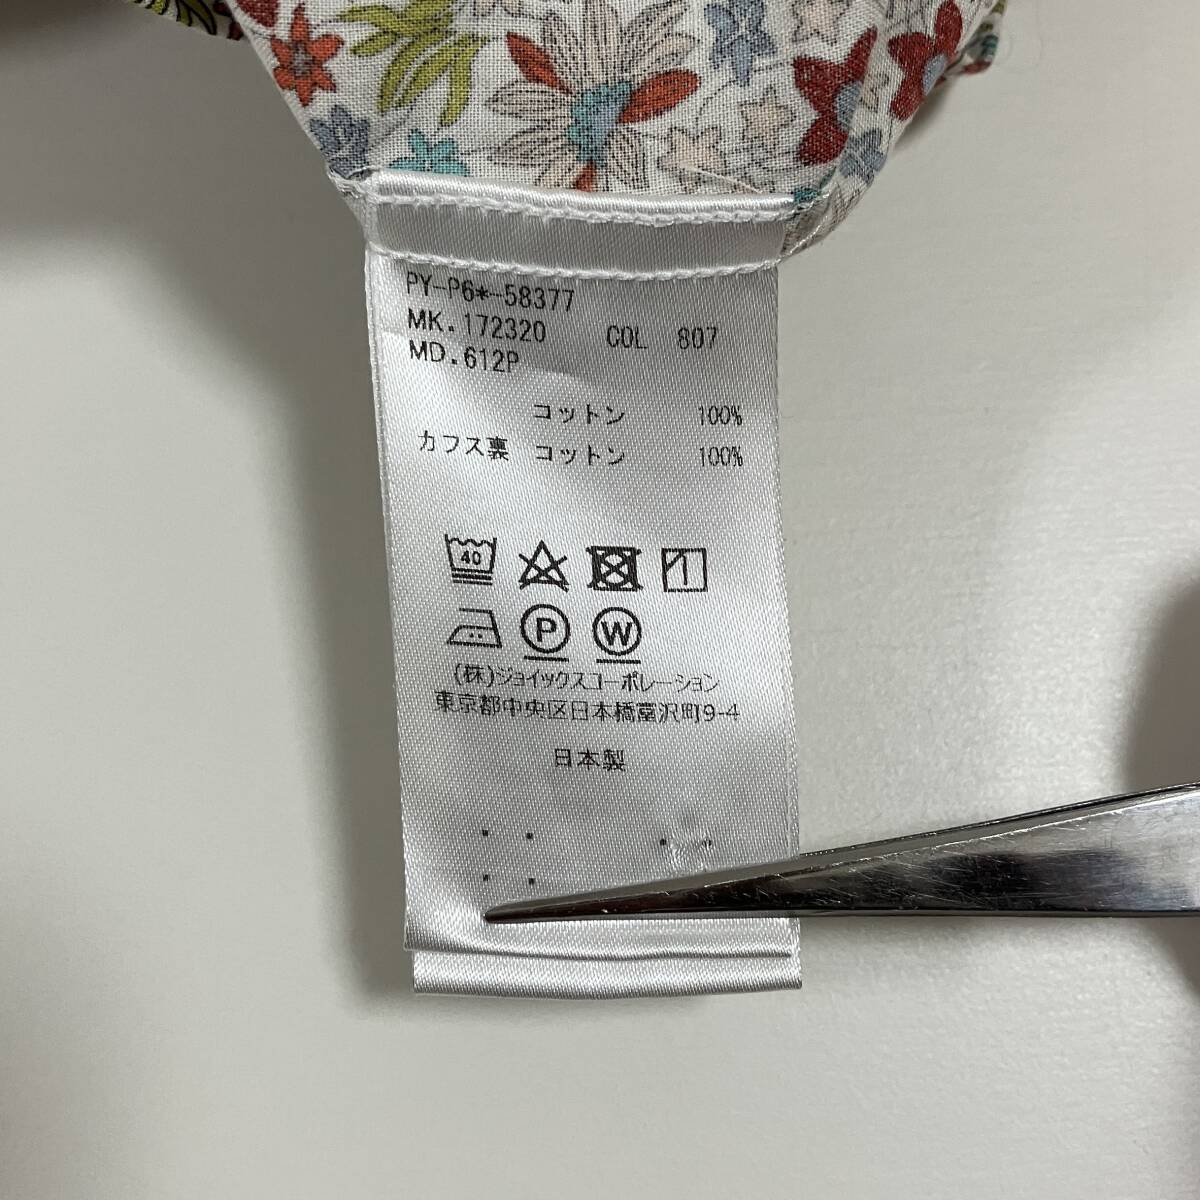 PY-P6*-58377
MK.172320 COL 807
MD.612P
コットン 100%
カフス裏 コットン 100%
40
P W
(株)ジョイックスコーポレーション
東京都中央区日本橋富沢町9-4
日本製